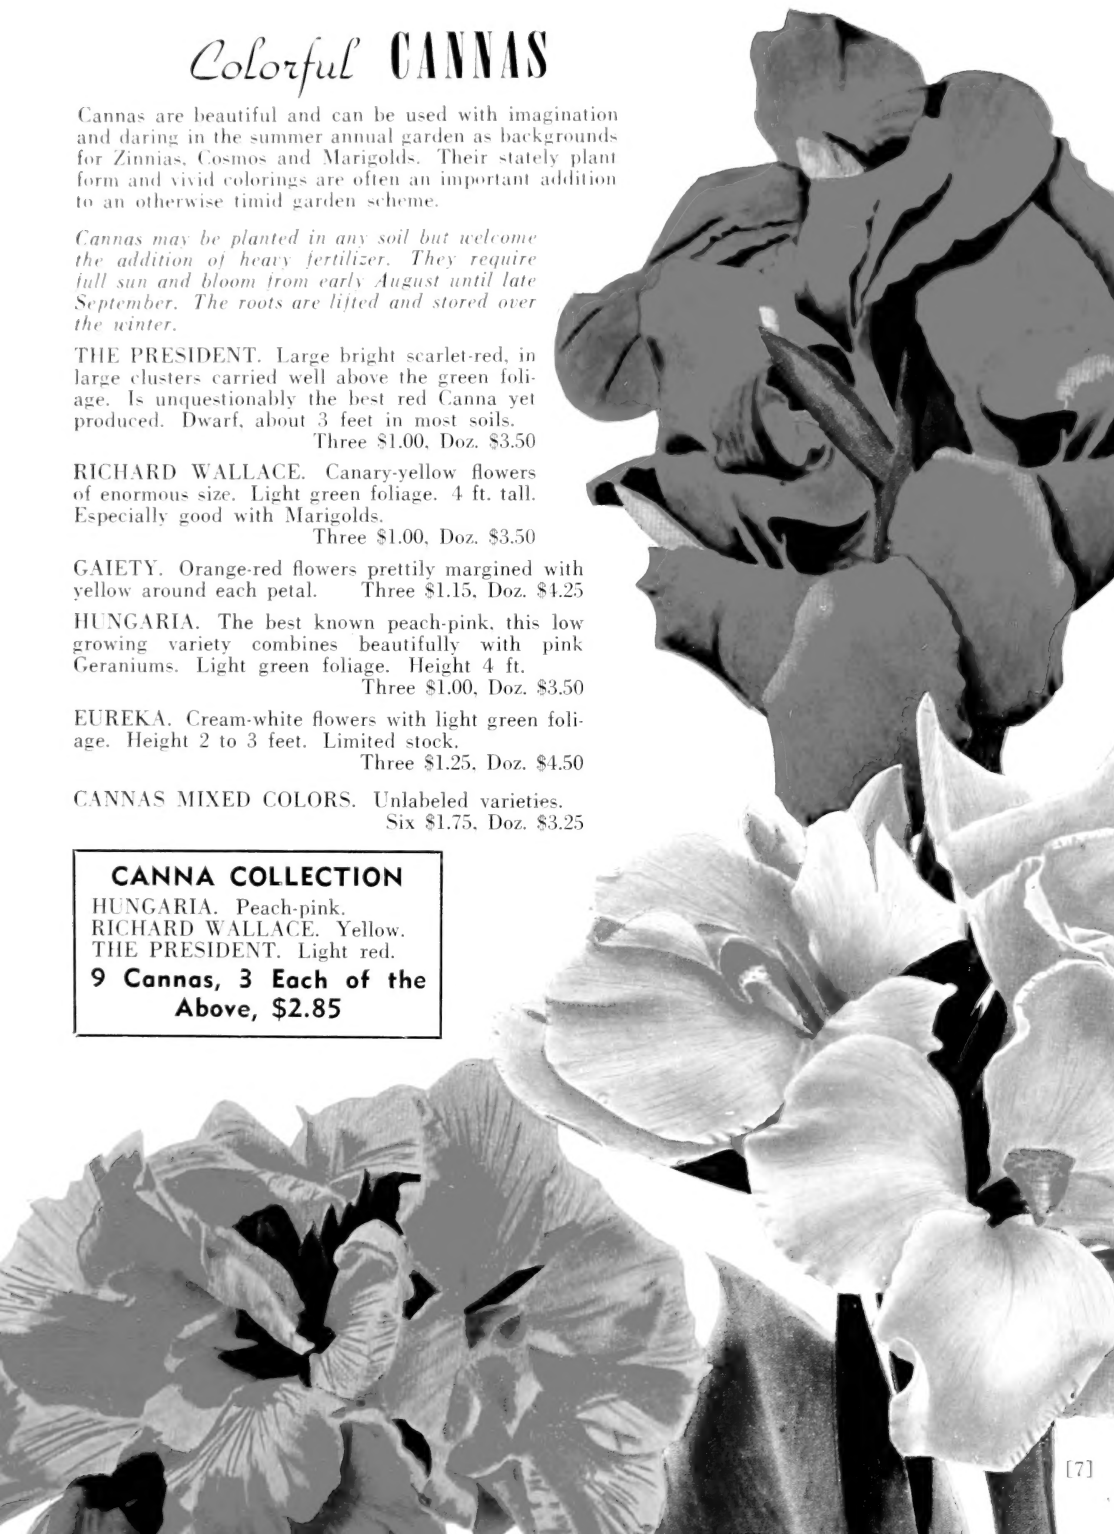 Colorful CANNAS
Cannas are beautiful and can be used with imagination
and daring in the summer annual garden as backgrounds
for Zinnias, Cosmos and Marigolds. Their stately plant
form and vivid colorings are often an important addition
to an otherwise timid garden scheme.
Cannas may be planted in any soil but welcome
the addition of heavy fertilizer. They require
full sun and bloom from early August until late
September. The roots are lifted and stored over
the winter.
THE PRESIDENT. Large bright scarlet-red, in
large clusters carried well above the green foli-
age. Is unquestionably the best red Canna yet
produced. Dwarf, about 3 feet in most soils.
Three $1.00, Doz. $3.50
RICHARD WALLACE. Canary-yellow flowers
of enormous size. Light green foliage. 4 ft. tall.
Especially good with Marigolds.
Three $1.00, Doz. $3.50
GAIETY. Orange-red flowers prettily margined with
yellow around each petal. Three $1.15, Doz. $4.25
HUNGARIA. The best known peach-pink, this low
growing variety combines beautifully with pink
Geraniums. Light green foliage. Height 4 ft.
Three $1.00, Doz. $3.50
EUREKA. Cream-white flowers with light green foli-
age. Height 2 to 3 feet. Limited stock.
Three $1.25, Doz. $4.50
CANNAS MIXED COLORS. Unlabeled varieties.
Six $1.75, Doz. $3.25
CANNA COLLECTION
HUNGARIA. Peach-pink.
RICHARD WALLACE. Yellow.
THE PRESIDENT. Light red.
9 Cannas, 3 Each of the
Above, $2.85
[7]